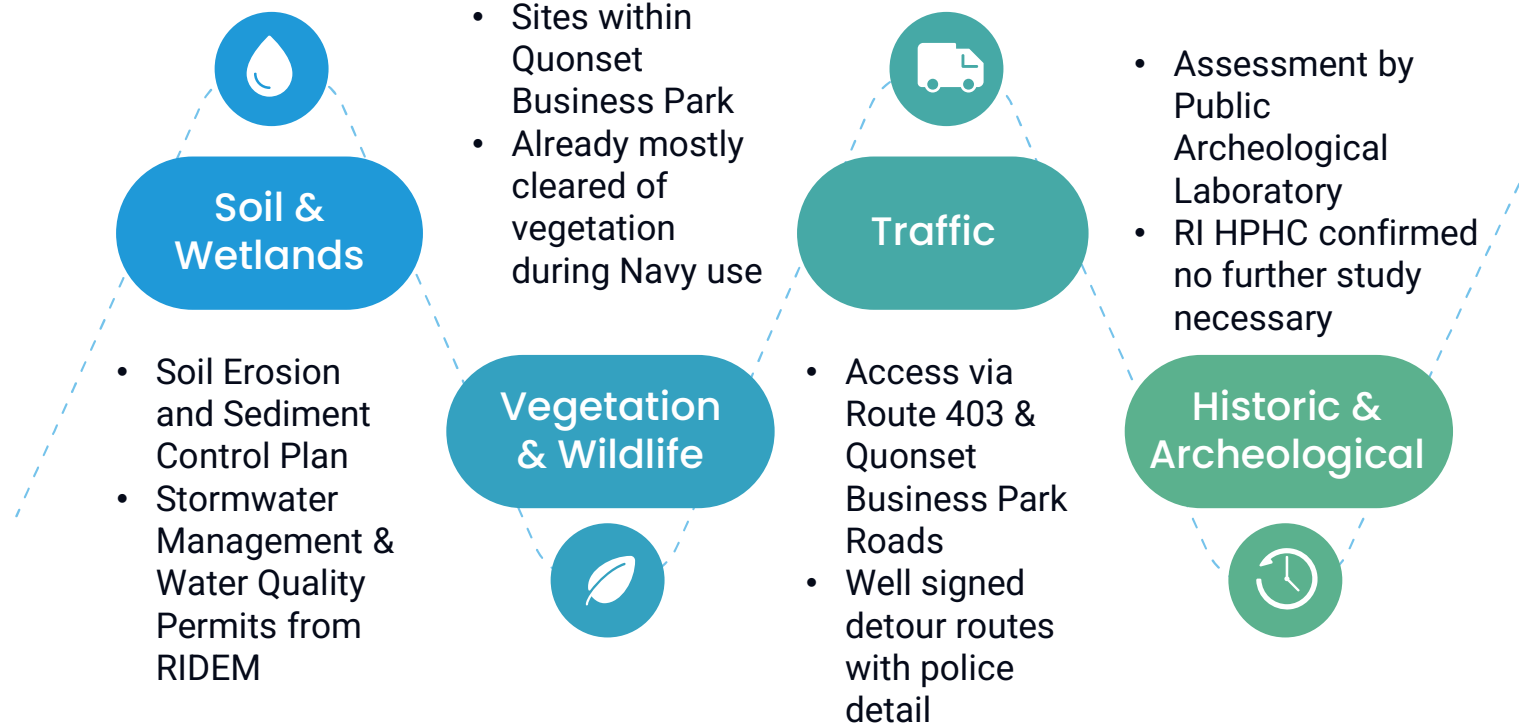 Soil &
Wetlands
• Soil Erosion
and Sediment
Control Plan
• Stormwater
Management &
Water Quality
Permits from
RIDEM
• Sites within
Quonset
Business Park
• Already mostly
cleared of
vegetation
during Navy use
Vegetation
& Wildlife
Traffic
• Access via
Route 403 &
Quonset
Business Park
Roads
• Well signed
detour routes
with police
detail
• Assessment by
Public
Archeological
Laboratory
• RI HPHC confirmed
no further study
necessary
Historic &
Archeological